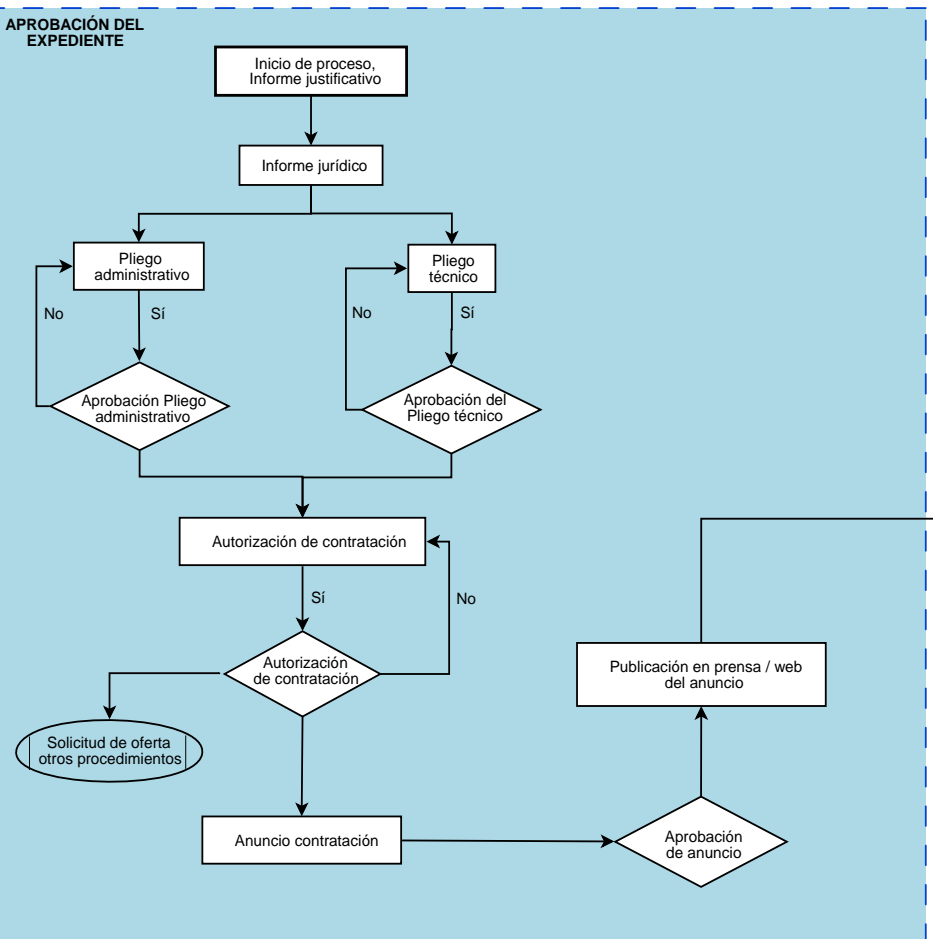 APROBACIÓN DEL
EXPEDIENTE
Inicio de proceso,
Informe justificativo
Informe jurídico
Pliego
administrativo
Pliego
técnico
No
Sí
No
Sí
Aprobación Pliego
administrativo
Aprobación del
Pliego técnico
Autorización de contratación
Sí
No
Autorización
de contratación
Publicación en prensa / web
del anuncio
Solicitud de oferta
otros procedimientos
Anuncio contratación
Aprobación
de anuncio